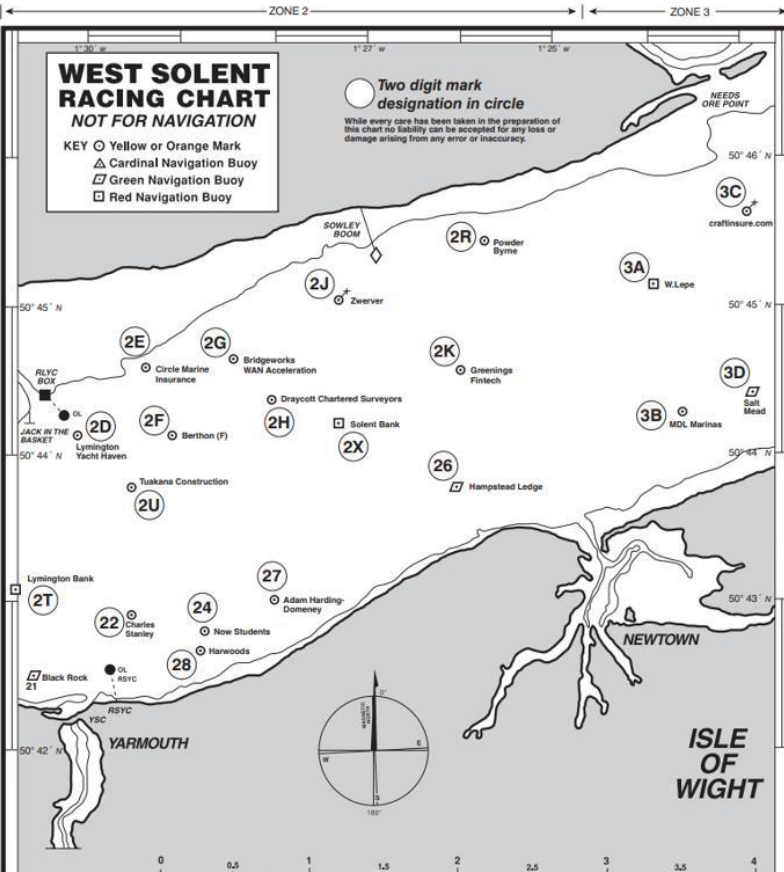 ZONE 2
ZONE 3
1° 30´ W
1° 27´ W
1° 25´ W
WEST SOLENT
RACING CHART
NOT FOR NAVIGATION
KEY
Yellow or Orange Mark
Cardinal Navigation Buoy
Green Navigation Buoy
Red Navigation Buoy
Two digit mark
designation in circle
While every care has been taken in the preparation of
this chart no liability can be accepted for any loss or
damage arising from any error or inaccuracy.
NEEDS
ORE POINT
50° 46´ N
3C
craftinsure.com
SOWLEY
BOOM
2R
Powder
Byrne
3A
W.Lepe
2J
Zwerver
50° 45´ N
50° 45´ N
2E
Circle Marine
Insurance
2G
Bridgeworks
WAN Acceleration
2K
Greenings
Fintech
3D
Salt
Mead
RLYC
BOX
OL
JACK IN THE
BASKET
2D
Lymington
Yacht Haven
2F
Berthon (F)
Draycott Chartered Surveyors
2H
Solent Bank
2X
3B
MDL Marinas
50° 44´ N
50° 44´ N
26
Hampstead Ledge
Tuakana Construction
2U
Lymington Bank
2T
27
Adam Harding-
Domeney
50° 43´ N
22
Charles
Stanley
24
Now Students
28
Harwoods
NEWTOWN
Black Rock
21
OL
RSYC
RSYC
YSC
YARMOUTH
50° 42´ N
MAGNETIC
NORTH
0°
E
W
S
180°
ISLE
OF
WIGHT
0
0.5
1
1.5
2
2.5
3
3.5
4